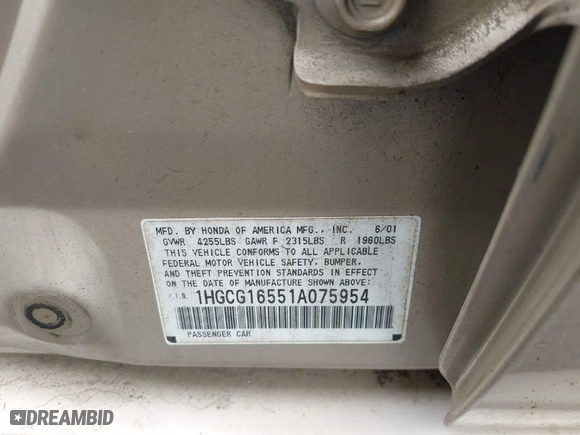 MFD. BY HONDA OF AMERICA MFG., INC. 6/01
GVWR 4255LBS GAWR F 2315LBS R 1960LBS
THIS VEHICLE CONFORMS TO ALL APPLICABLE
FEDERAL MOTOR VEHICLE SAFETY, BUMPER,
AND THEFT PREVENTION STANDARDS IN EFFECT
ON THE DATE OF MANUFACTURE SHOWN ABOVE:
V.I.N. 1HGCG16551A075954
PASSENGER CAR
DREAMBID